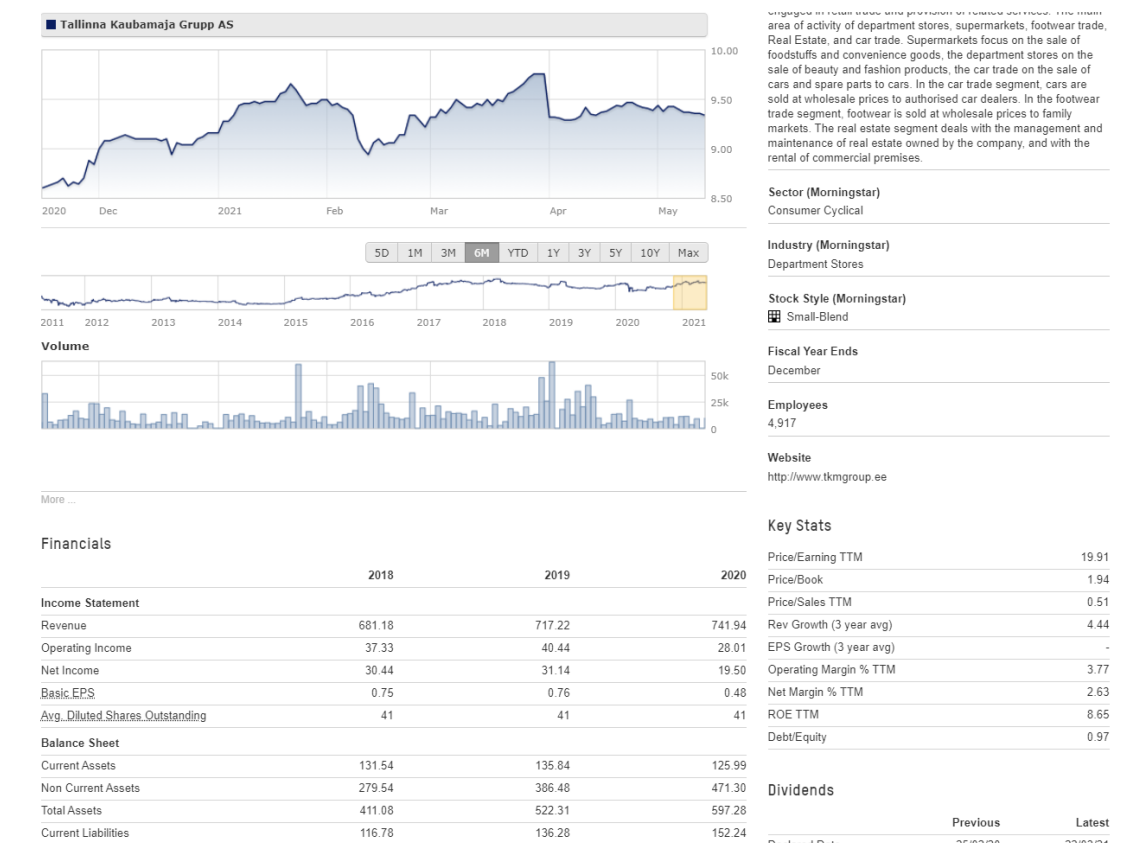 Tallinna Kaubamaja Grupp AS
10.00
9.50
9.00
8.50
2020 Dec 2021 Feb Mar Apr May
5D 1M 3M 6M YTD 1Y 3Y 5Y 10Y Max
2011 2012 2013 2014 2015 2016 2017 2018 2019 2020 2021
Volume
50k
25k
0
More ...
Financials
2018 2019 2020
Income Statement
Revenue 681.18 717.22 741.94
Operating Income 37.33 40.44 28.01
Net Income 30.44 31.14 19.50
Basic EPS 0.75 0.76 0.48
Avg. Diluted Shares Outstanding 41 41 41
Balance Sheet
Current Assets 131.54 135.84 125.99
Non Current Assets 279.54 386.48 471.30
Total Assets 411.08 522.31 597.28
Current Liabilities 116.78 136.28 152.24
engaged in retail trade and provision of related services. The main
area of activity of department stores, supermarkets, footwear trade,
Real Estate, and car trade. Supermarkets focus on the sale of
foodstuffs and convenience goods, the department stores on the
sale of beauty and fashion products, the car trade on the sale of
cars and spare parts to cars. In the car trade segment, cars are
sold at wholesale prices to authorised car dealers. In the footwear
trade segment, footwear is sold at wholesale prices to family
markets. The real estate segment deals with the management and
maintenance of real estate owned by the company, and with the
rental of commercial premises.
Sector (Morningstar)
Consumer Cyclical
Industry (Morningstar)
Department Stores
Stock Style (Morningstar)
Small-Blend
Fiscal Year Ends
December
Employees
4,917
Website
http://www.tkmgroup.ee
Key Stats
Price/Earning TTM 19.91
Price/Book 1.94
Price/Sales TTM 0.51
Rev Growth (3 year avg) 4.44
EPS Growth (3 year avg) -
Operating Margin % TTM 3.77
Net Margin % TTM 2.63
ROE TTM 8.65
Debt/Equity 0.97
Dividends
Previous Latest